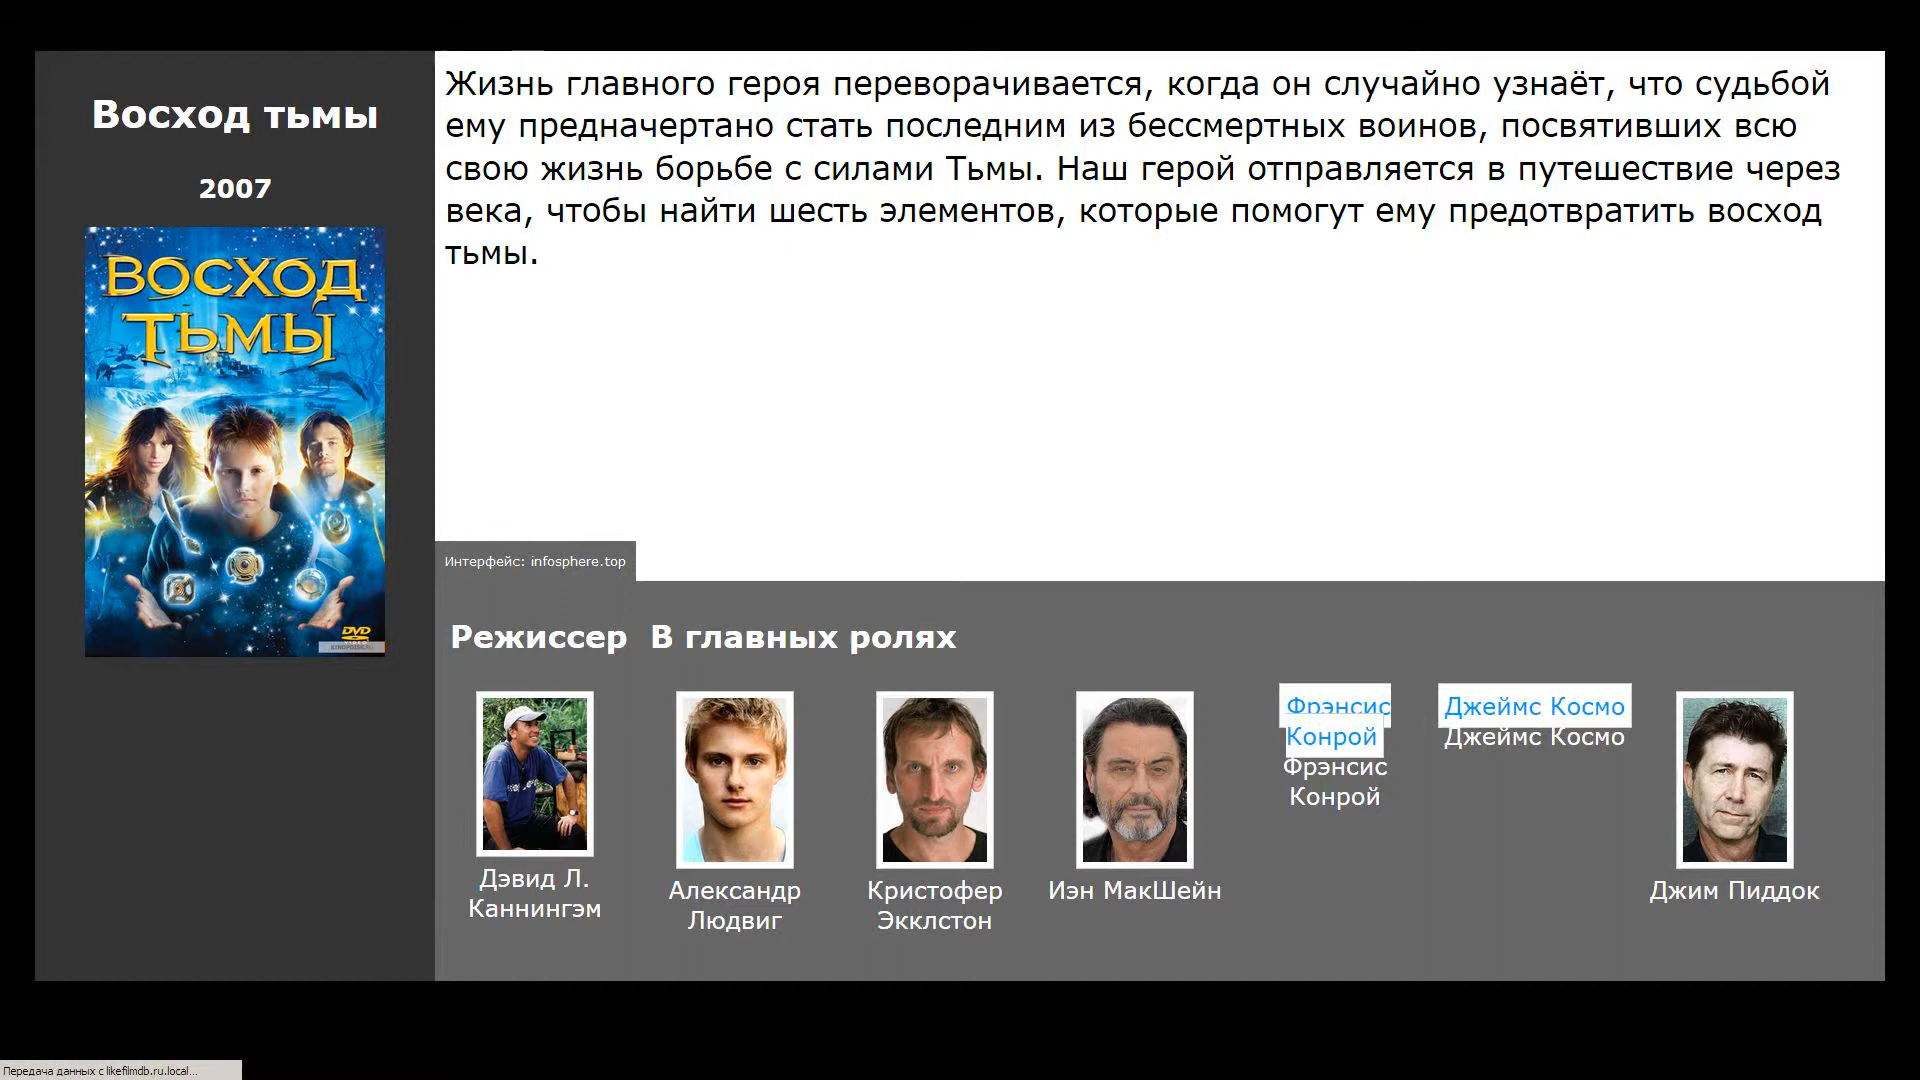 Восход тьмы
2007
ВОСХОД
ТЬМЫ
DVD
VIDEO
KINOPOISK.RU
Жизнь главного героя переворачивается, когда он случайно узнаёт, что судьбой
ему предначертано стать последним из бессмертных воинов, посвятивших всю
свою жизнь борьбе с силами Тьмы. Наш герой отправляется в путешествие через
века, чтобы найти шесть элементов, которые помогут ему предотвратить восход
тьмы.
Интерфейс: infosphere.top
Режиссер В главных ролях
Дэвид Л.
Каннингэм
Александр
Людвиг
Кристофер
Экклстон
Иэн МакШейн
Фрэнсис
Конрой
Фрэнсис
Конрой
Джеймс Космо
Джеймс Космо
Джим Пиддок
Передача данных с likefilmdb.ru.local...